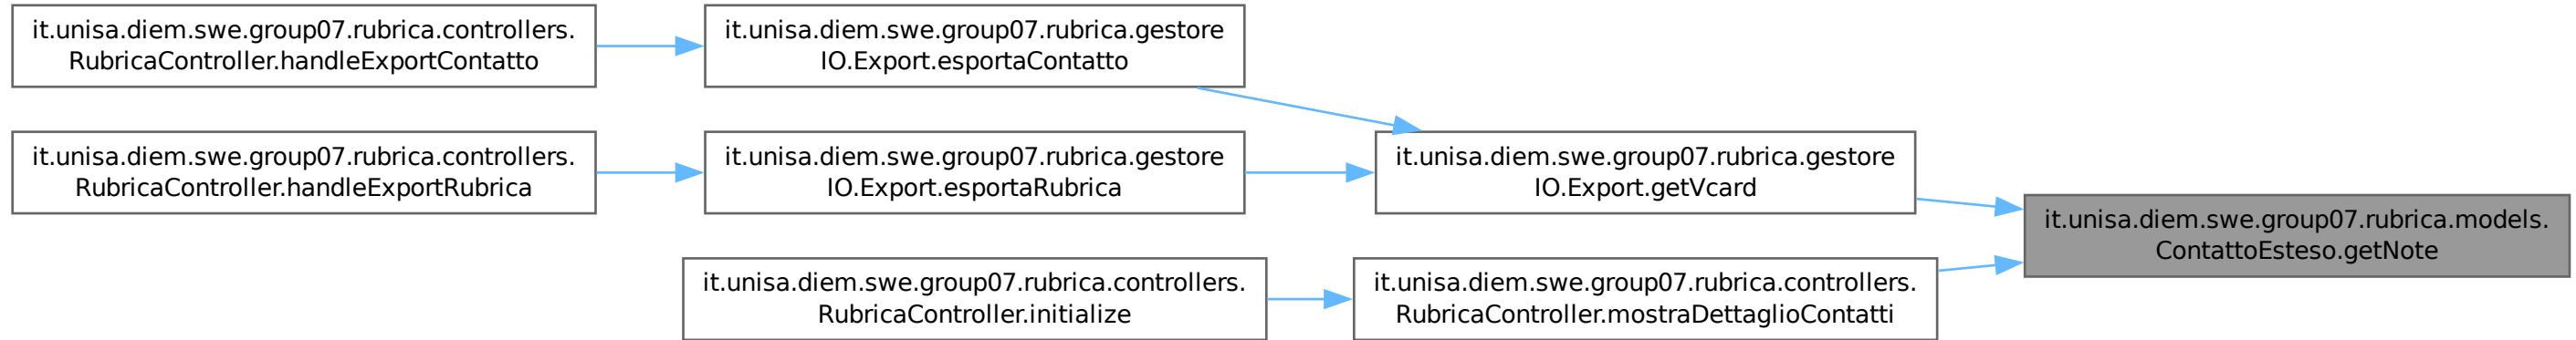 it.unisa.diem.swe.group07.rubrica.controllers.
RubricaController.handleExportContatto
it.unisa.diem.swe.group07.rubrica.gestore
IO.Export.esportaContatto
it.unisa.diem.swe.group07.rubrica.controllers.
RubricaController.handleExportRubrica
it.unisa.diem.swe.group07.rubrica.gestore
IO.Export.esportaRubrica
it.unisa.diem.swe.group07.rubrica.gestore
IO.Export.getVcard
it.unisa.diem.swe.group07.rubrica.models.
ContattoEsteso.getNote
it.unisa.diem.swe.group07.rubrica.controllers.
RubricaController.initialize
it.unisa.diem.swe.group07.rubrica.controllers.
RubricaController.mostraDettaglioContatti